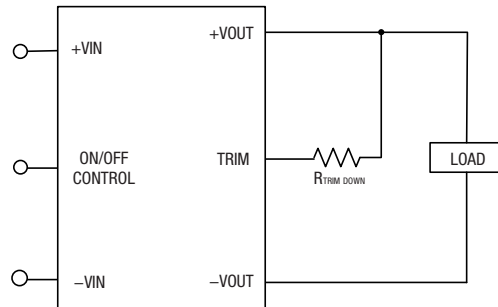 +VIN
+VOUT
ON/OFF
CONTROL
TRIM
RTRIM DOWN
LOAD
−VIN
−VOUT